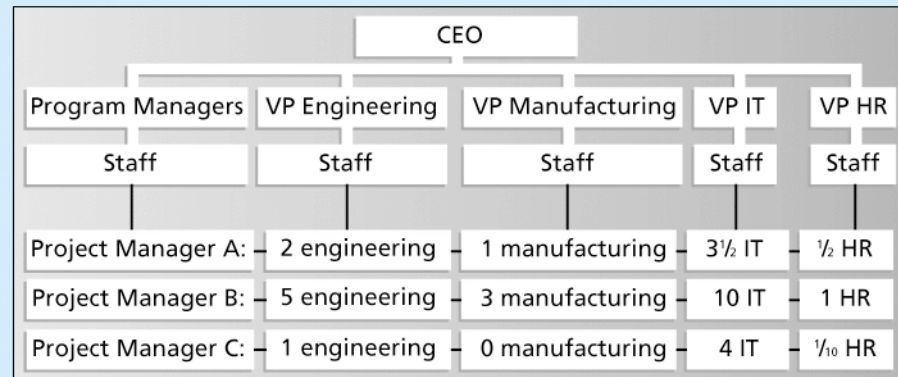 CEO
Program Managers VP Engineering VP Manufacturing VP IT VP HR
Staff Staff Staff Staff Staff
Project Manager A: 2 engineering 1 manufacturing 3½ IT ½ HR
Project Manager B: 5 engineering 3 manufacturing 10 IT 1 HR
Project Manager C: 1 engineering 0 manufacturing 4 IT 1/10 HR